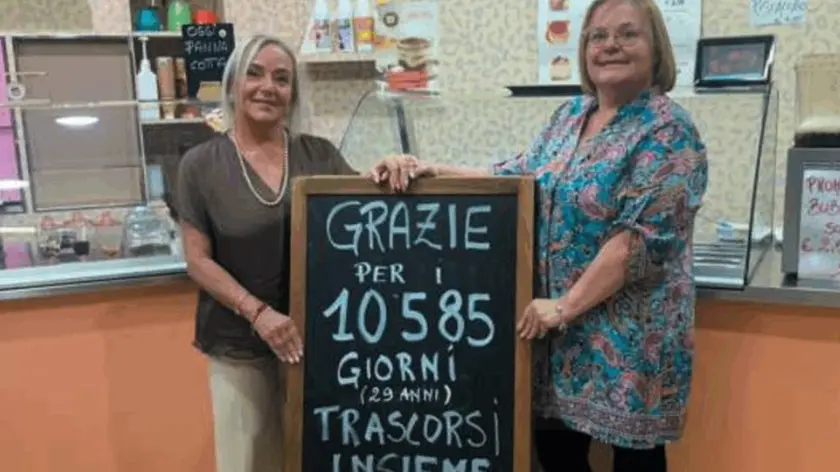 OGGI
PANNA
COTTA
GRAZIE
PER I
10585
GIORNI
(29 ANNI)
TRASCORSI
INSIEME